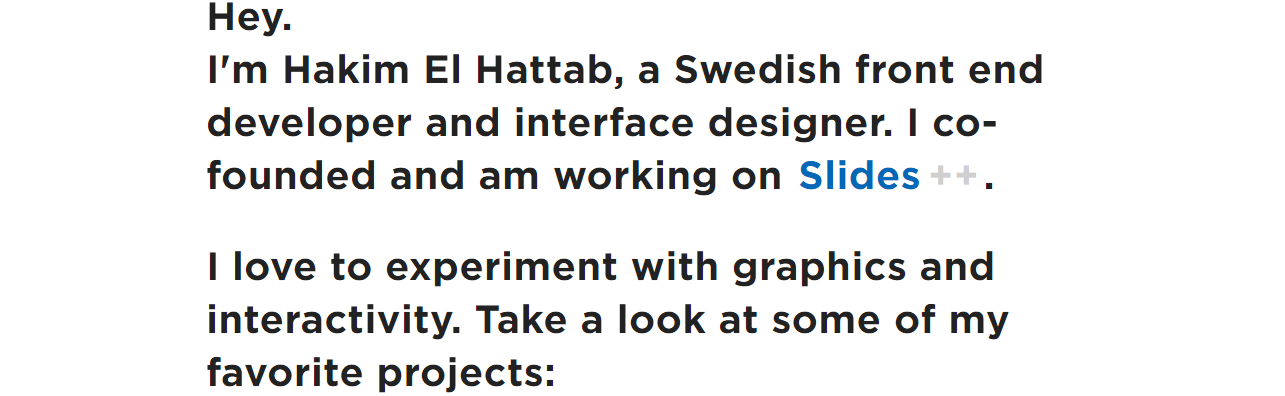 Hey.
I'm Hakim El Hattab, a Swedish front end
developer and interface designer. I co-
founded and am working on Slides ++ .
I love to experiment with graphics and
interactivity. Take a look at some of my
favorite projects: